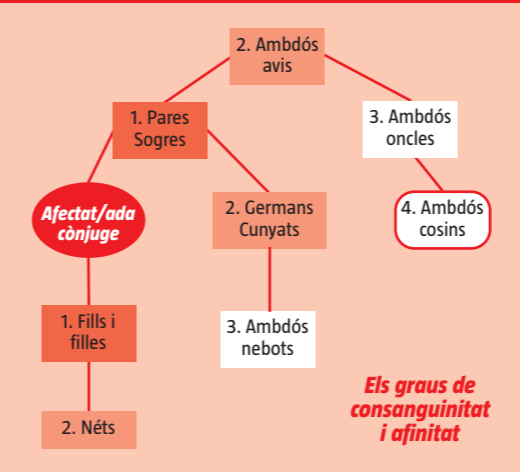 2. Ambdós
avis
1. Pares
Sogres
3. Ambdós
oncles
Afectat/ada
cònjuge
2. Germans
Cunyats
4. Ambdós
cosins
1. Fills i
filles
3. Ambdós
nebots
2. Néts
Els graus de
consanguinitat
i afinitat